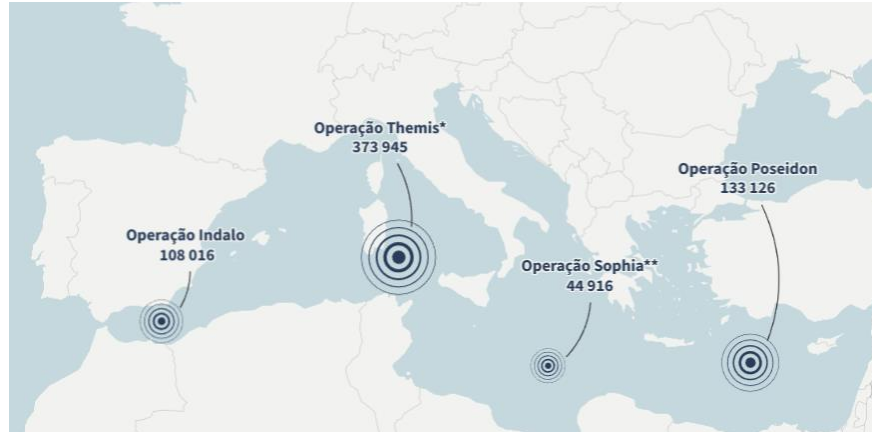 Operação Themis*
373 945
Operação Poseidon
133 126
Operação Indalo
108 016
Operação Sophia**
44 916